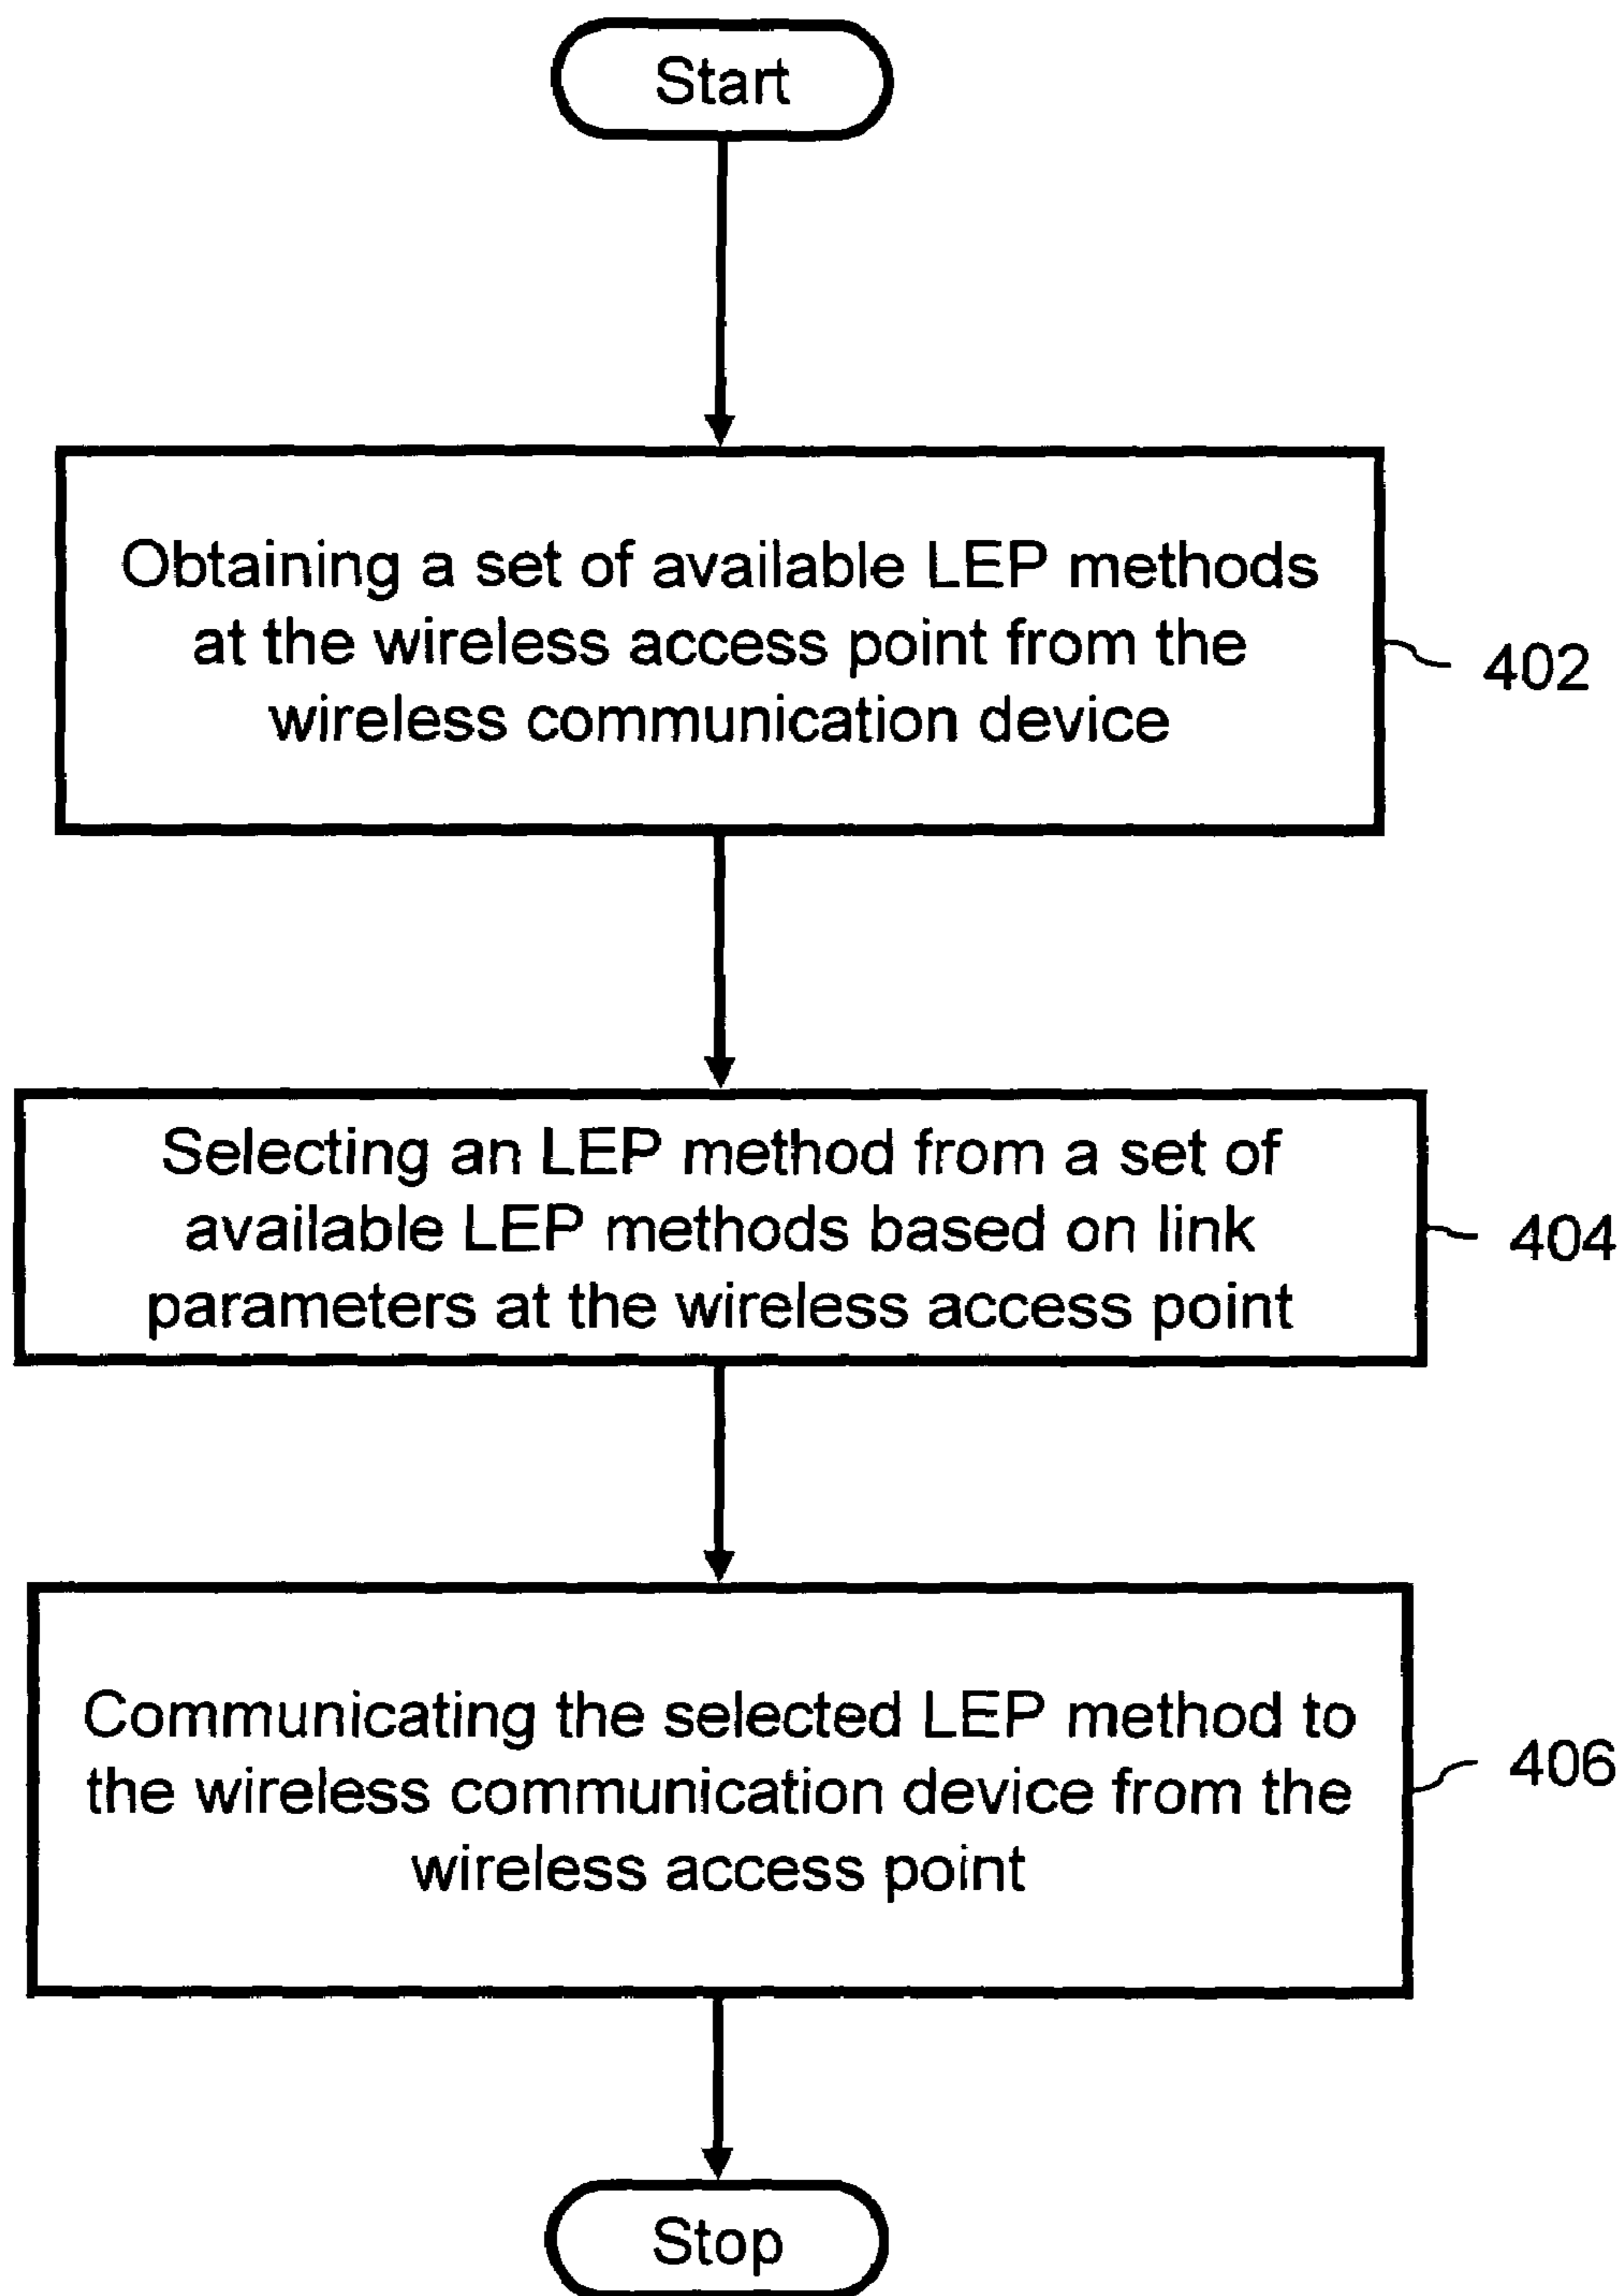 Start
Obtaining a set of available LEP methods
at the wireless access point from the
wireless communication device
402
Selecting an LEP method from a set of
available LEP methods based on link
parameters at the wireless access point
404
Communicating the selected LEP method to
the wireless communication device from the
wireless access point
406
Stop